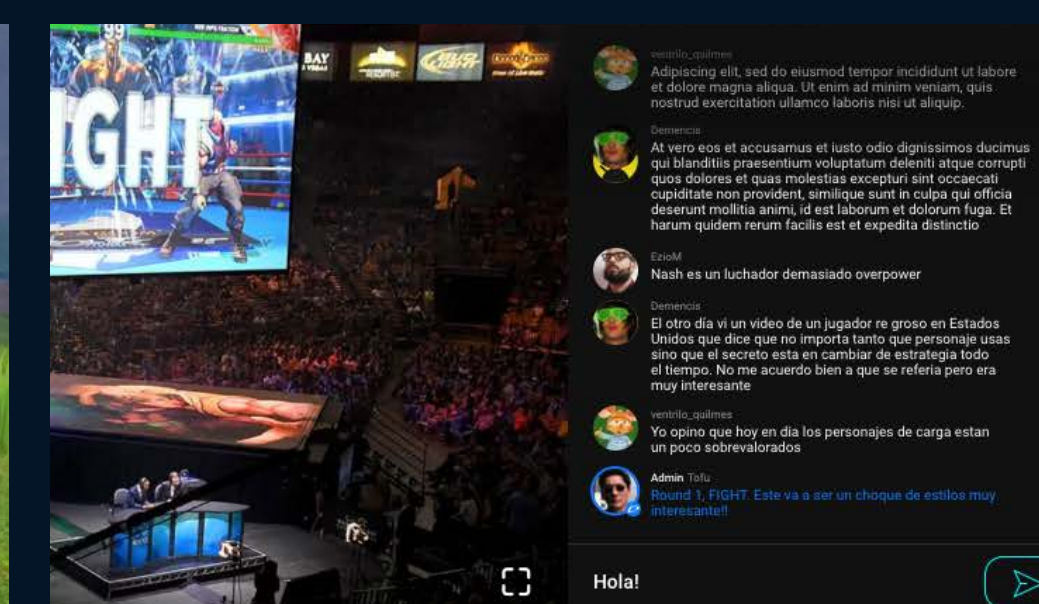 99
FIGHT
BAY
BUD
LIGHT
ventrilo_quilmes
Adipiscing elit, sed do eiusmod tempor incididunt ut labore
et dolore magna aliqua. Ut enim ad minim veniam, quis
nostrud exercitation ullamco laboris nisi ut aliquip.
Demencia
At vero eos et accusamus et iusto odio dignissimos ducimus
qui blanditiis praesentium voluptatum deleniti atque corrupti
quos dolores et quas molestias excepturi sint occaecati
cupiditate non provident, similique sunt in culpa qui officia
deserunt mollitia animi, id est laborum et dolorum fuga. Et
harum quidem rerum facilis est et expedita distinctio
EzioM
Nash es un luchador demasiado overpower
Demencia
El otro día vi un video de un jugador re groso en Estados
Unidos que dice que no importa tanto que personaje usas
sino que el secreto esta en cambiar de estrategia todo
el tiempo. No me acuerdo bien a que se referia pero era
muy interesante
ventrilo_quilmes
Yo opino que hoy en dia los personajes de carga estan
un poco sobrevalorados
Admin Tofu
Round 1, FIGHT. Este va a ser un choque de estilos muy
interesante!!
Hola!